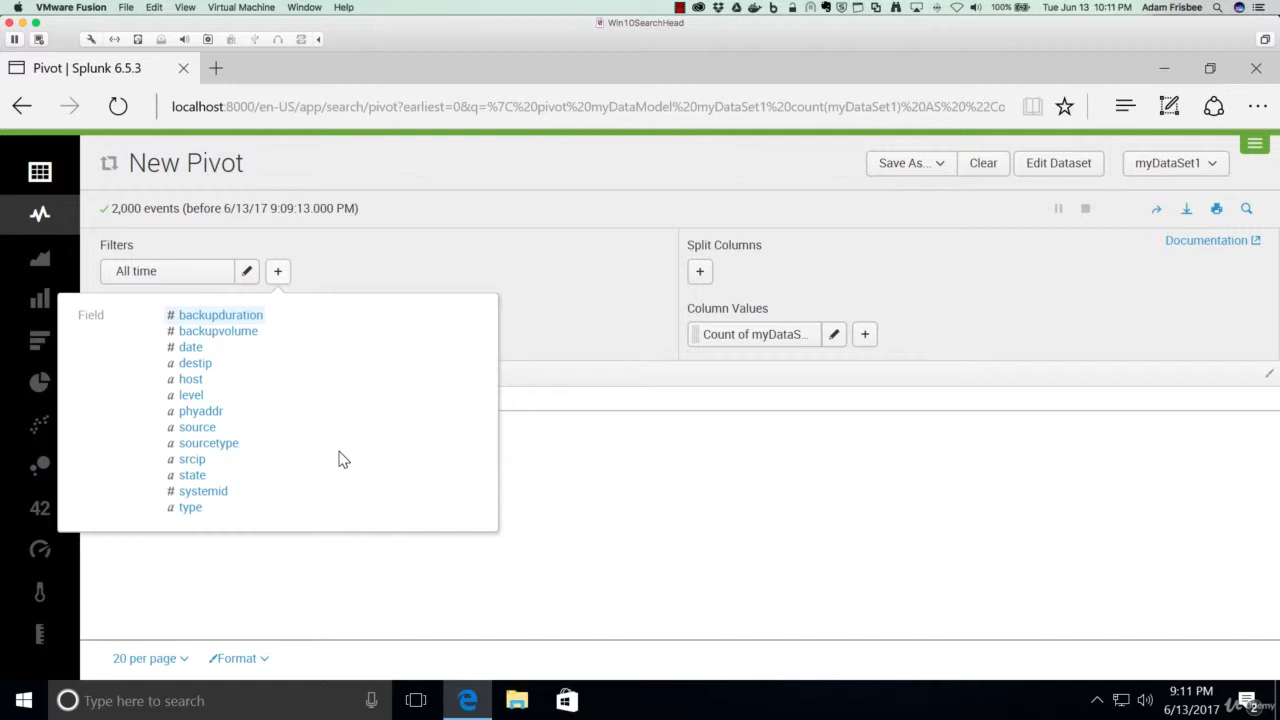 VMware Fusion File Edit View Virtual Machine Window Help 100% Tue Jun 13 10:11 PM Adam Frisbee
Win10SearchHead
Pivot | Splunk 6.5.3
localhost:8000/en-US/app/search/pivot?earliest=0&q=%7C%20pivot%20myDataModel%20myDataSet1%20count(myDataSet1)%20AS%20%22Cc
New Pivot
Save As... Clear Edit Dataset myDataSet1
2,000 events (before 6/13/17 9:09:13.000 PM)
Documentation
Filters
All time
+
Split Columns
+
Column Values
Count of myDataS...
+
Field
# backupduration
# backupvolume
# date
a destip
a host
a level
a phyaddr
a source
a sourcetype
a srcip
a state
# systemid
a type
42
20 per page Format
Type here to search
9:11 PM
6/13/2017
2
Udemy